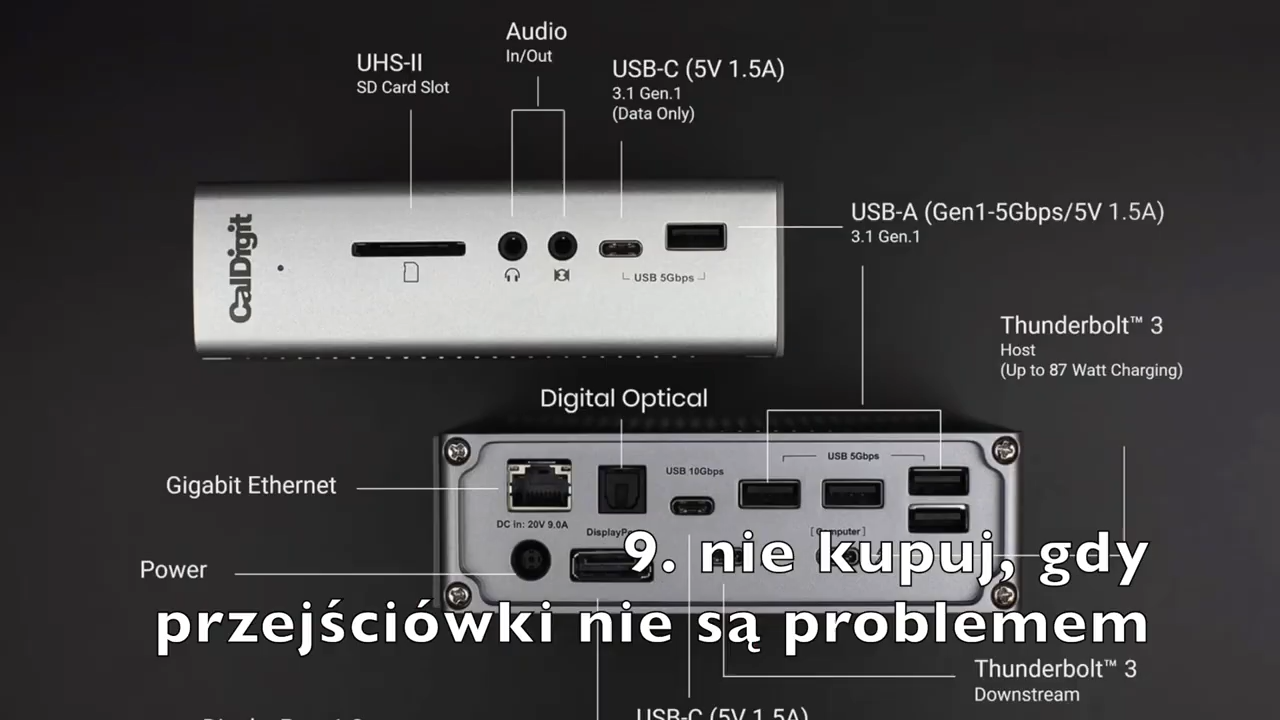 Audio
In/Out
UHS-II
SD Card Slot
USB-C (5V 1.5A)
3.1 Gen.1
(Data Only)
USB-A (Gen1-5Gbps/5V 1.5A)
3.1 Gen.1
CalDigit
USB 5Gbps
Thunderbolt™ 3
Host
(Up to 87 Watt Charging)
Digital Optical
USB 5Gbps
USB 10Gbps
Gigabit Ethernet
DC in: 20V 9.0A
Power
9. nie kupuj, gdy
przejściówki nie są problemem
Thunderbolt™ 3
Downstream
USB-C (5V 1.5A)